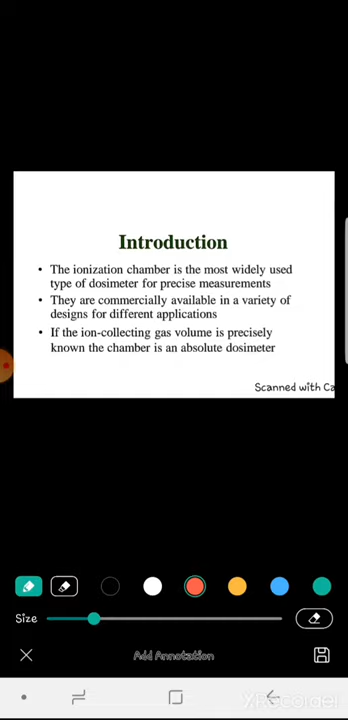 Introduction
• The ionization chamber is the most widely used
type of dosimeter for precise measurements
• They are commercially available in a variety of
designs for different applications
• If the ion-collecting gas volume is precisely
known the chamber is an absolute dosimeter
Scanned with Ca
Size
Add Annotation
XRecorder